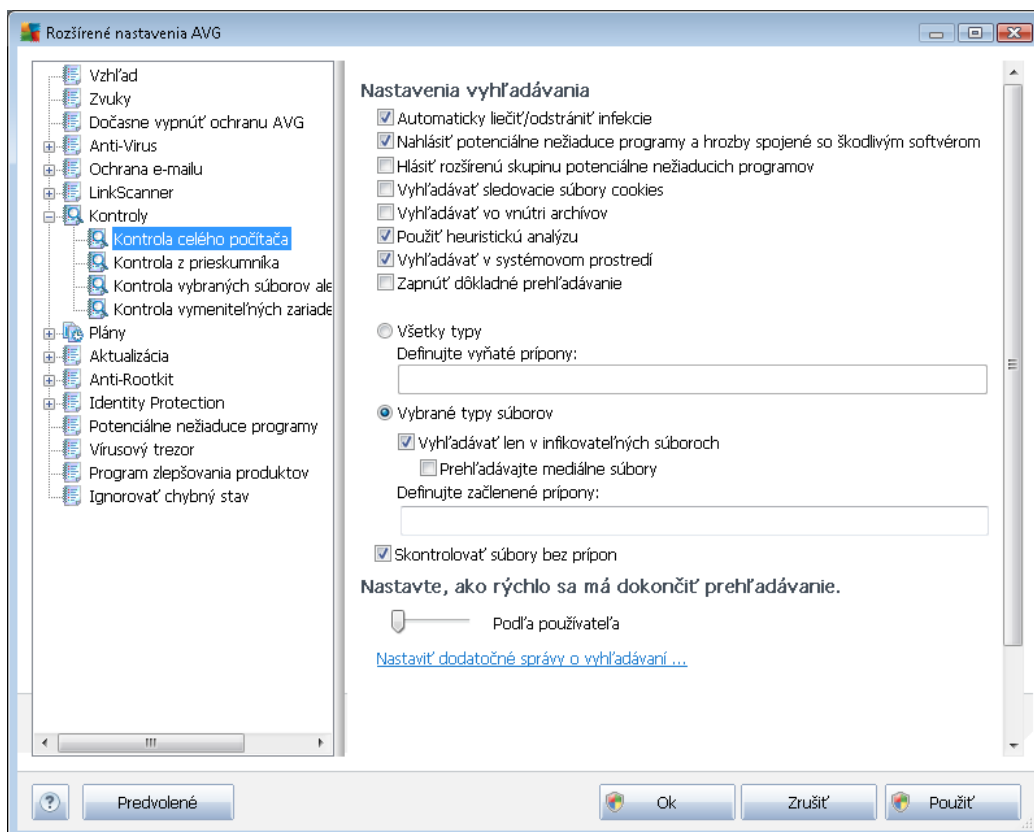 Rozšírené nastavenia AVG
Vzhľad
Zvuky
Dočasne vypnúť ochranu AVG
Anti-Virus
Ochrana e-mailu
LinkScanner
Kontroly
Kontrola celého počítača
Kontrola z prieskumníka
Kontrola vybraných súborov ale
Kontrola vymeniteľných zariade
Plány
Aktualizácia
Anti-Rootkit
Identity Protection
Potenciálne nežiaduce programy
Vírusový trezor
Program zlepšovania produktov
Ignorovať chybný stav
Nastavenia vyhľadávania
Automaticky liečiť/odstrániť infekcie
Nahlásiť potenciálne nežiaduce programy a hrozby spojené so škodlivým softvérom
Hlásiť rozšírenú skupinu potenciálne nežiaducich programov
Vyhľadávať sledovacie súbory cookies
Vyhľadávať vo vnútri archívov
Použiť heuristickú analýzu
Vyhľadávať v systémovom prostredí
Zapnúť dôkladné prehľadávanie
Všetky typy
Definujte vyňaté prípony:
Vybrané typy súborov
Vyhľadávať len v infikovateľných súboroch
Prehľadávajte mediálne súbory
Definujte začlenené prípony:
Skontrolovať súbory bez prípon
Nastavte, ako rýchlo sa má dokončiť prehľadávanie.
Podľa používateľa
Nastaviť dodatočné správy o vyhľadávaní ...
?
Predvolené
Ok
Zrušiť
Použiť